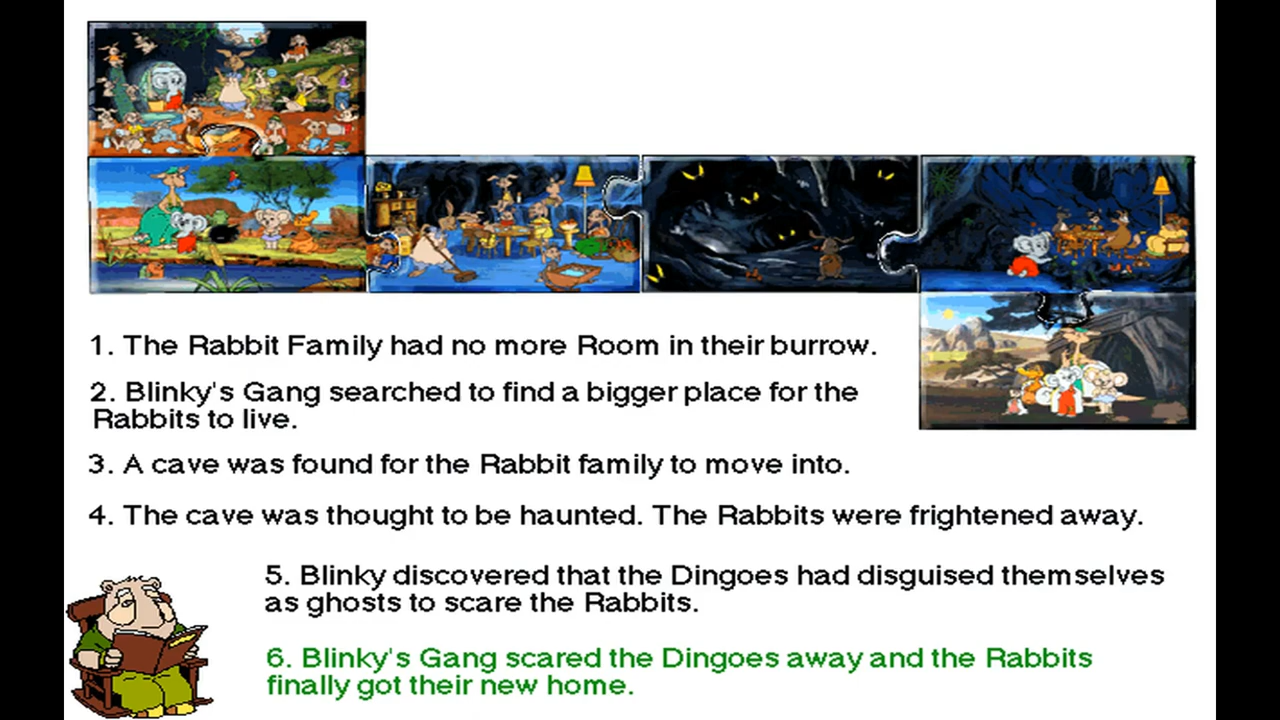 1. The Rabbit Family had no more Room in their burrow.
2. Blinky's Gang searched to find a bigger place for the
Rabbits to live.
3. A cave was found for the Rabbit family to move into.
4. The cave was thought to be haunted. The Rabbits were frightened away.
5. Blinky discovered that the Dingoes had disguised themselves
as ghosts to scare the Rabbits.
6. Blinky's Gang scared the Dingoes away and the Rabbits
finally got their new home.